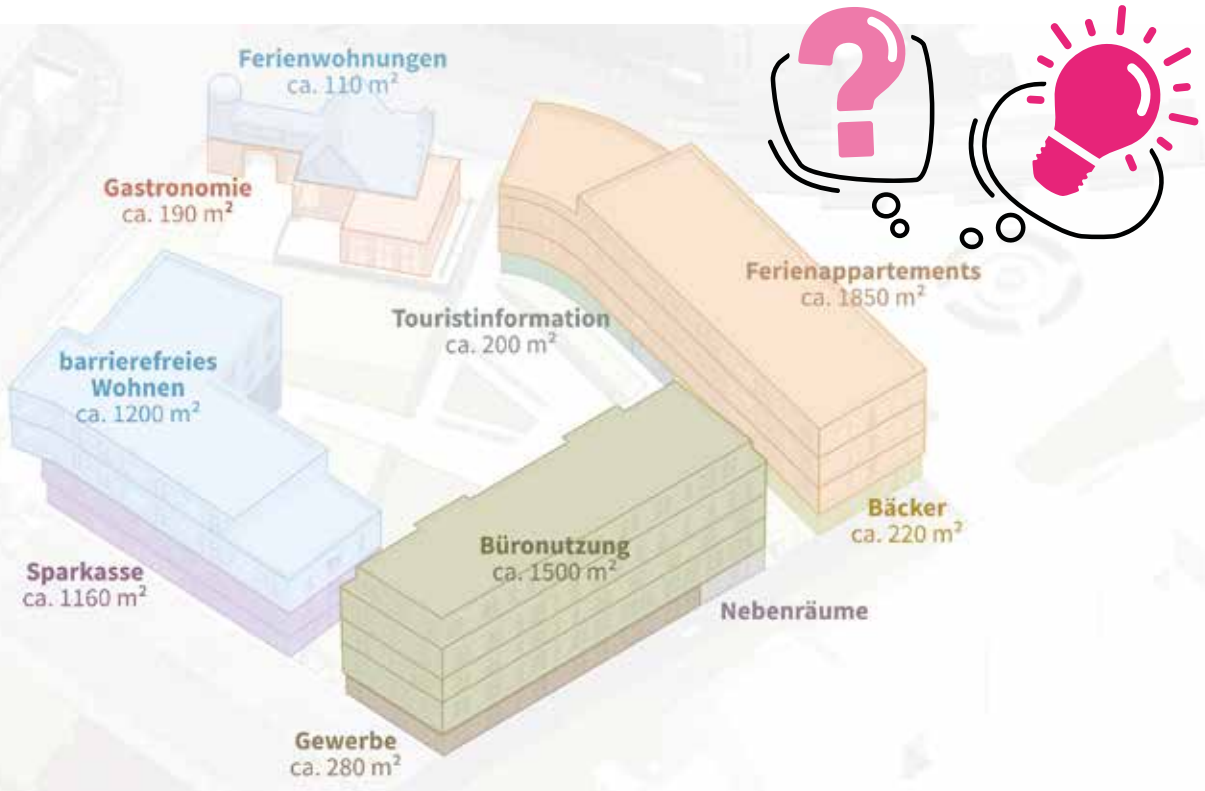 ?
Ferienwohnungen
ca. 110 m²
Gastronomie
ca. 190 m²
Ferienappartements
ca. 1850 m²
Touristinformation
ca. 200 m²
barrierefreies
Wohnen
ca. 1200 m²
Bäcker
ca. 220 m²
Büronutzung
ca. 1500 m²
Sparkasse
ca. 1160 m²
Nebenräume
Gewerbe
ca. 280 m²